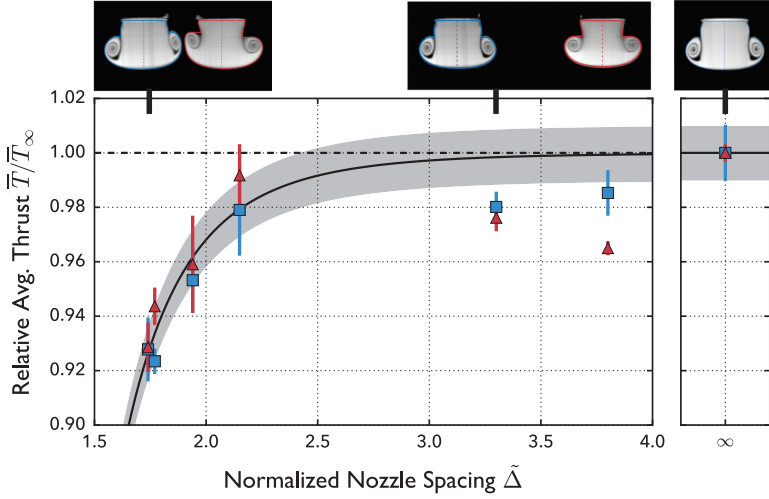 1.02
1.00
0.98
0.96
0.94
0.92
0.90
Relative Avg. Thrust T̅/T̅∞
1.5 2.0 2.5 3.0 3.5 4.0 ∞
Normalized Nozzle Spacing Δ̃